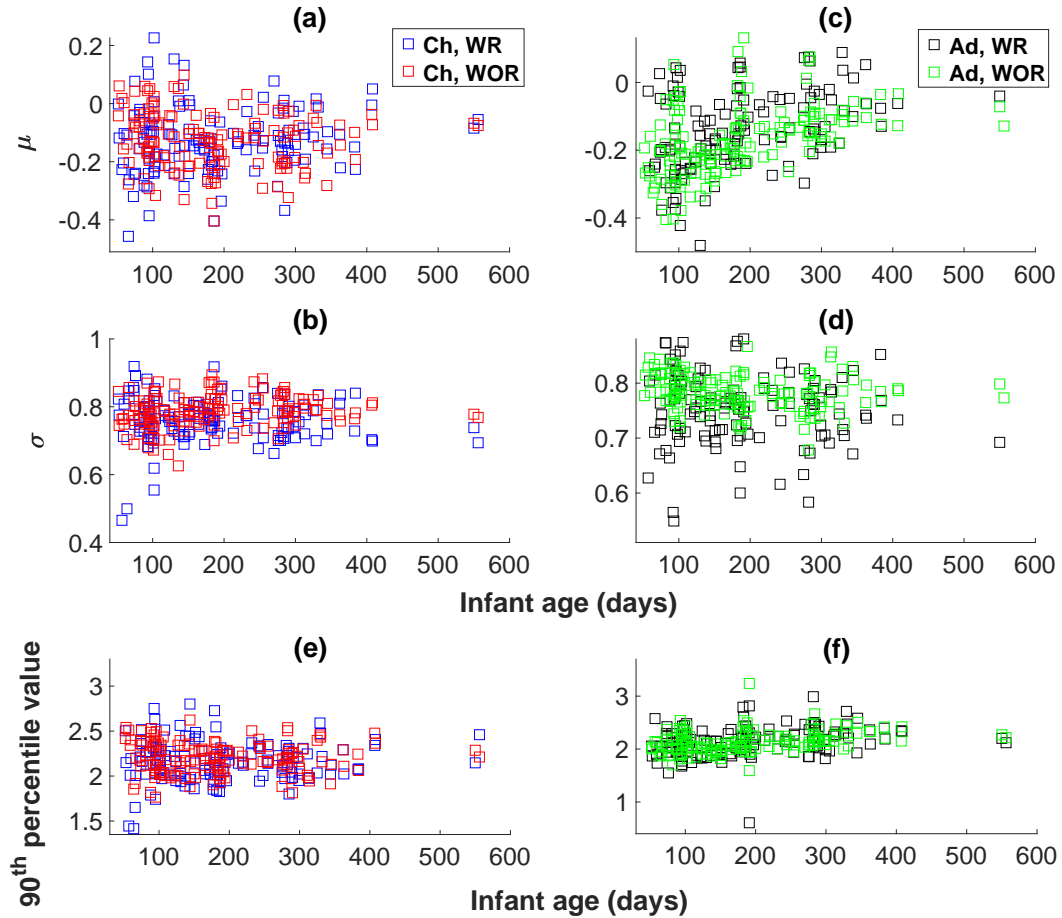 (a)
(c)
Ch, WR
Ch, WOR
Ad, WR
Ad, WOR
μ
0.2
0
-0.2
-0.4
100 200 300 400 500 600
0
-0.2
-0.4
100 200 300 400 500 600
(b)
(d)
σ
1
0.8
0.6
0.4
100 200 300 400 500 600
0.8
0.7
0.6
100 200 300 400 500 600
Infant age (days)
(e)
(f)
90th percentile value
3
2.5
2
1.5
100 200 300 400 500 600
3
2
1
100 200 300 400 500 600
Infant age (days)